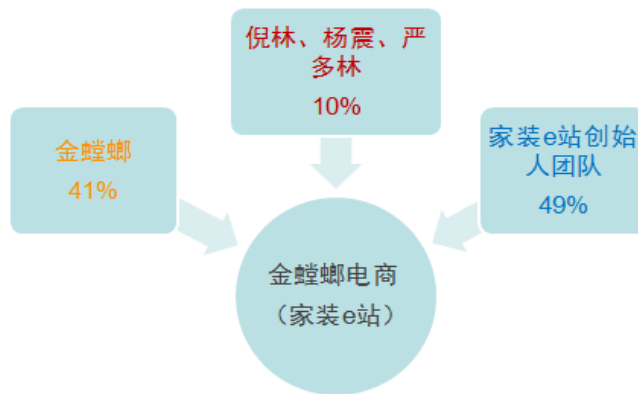 倪林、杨震、严
多林
10%
金螳螂
41%
家装e站创始
人团队
49%
金螳螂电商
（家装e站）